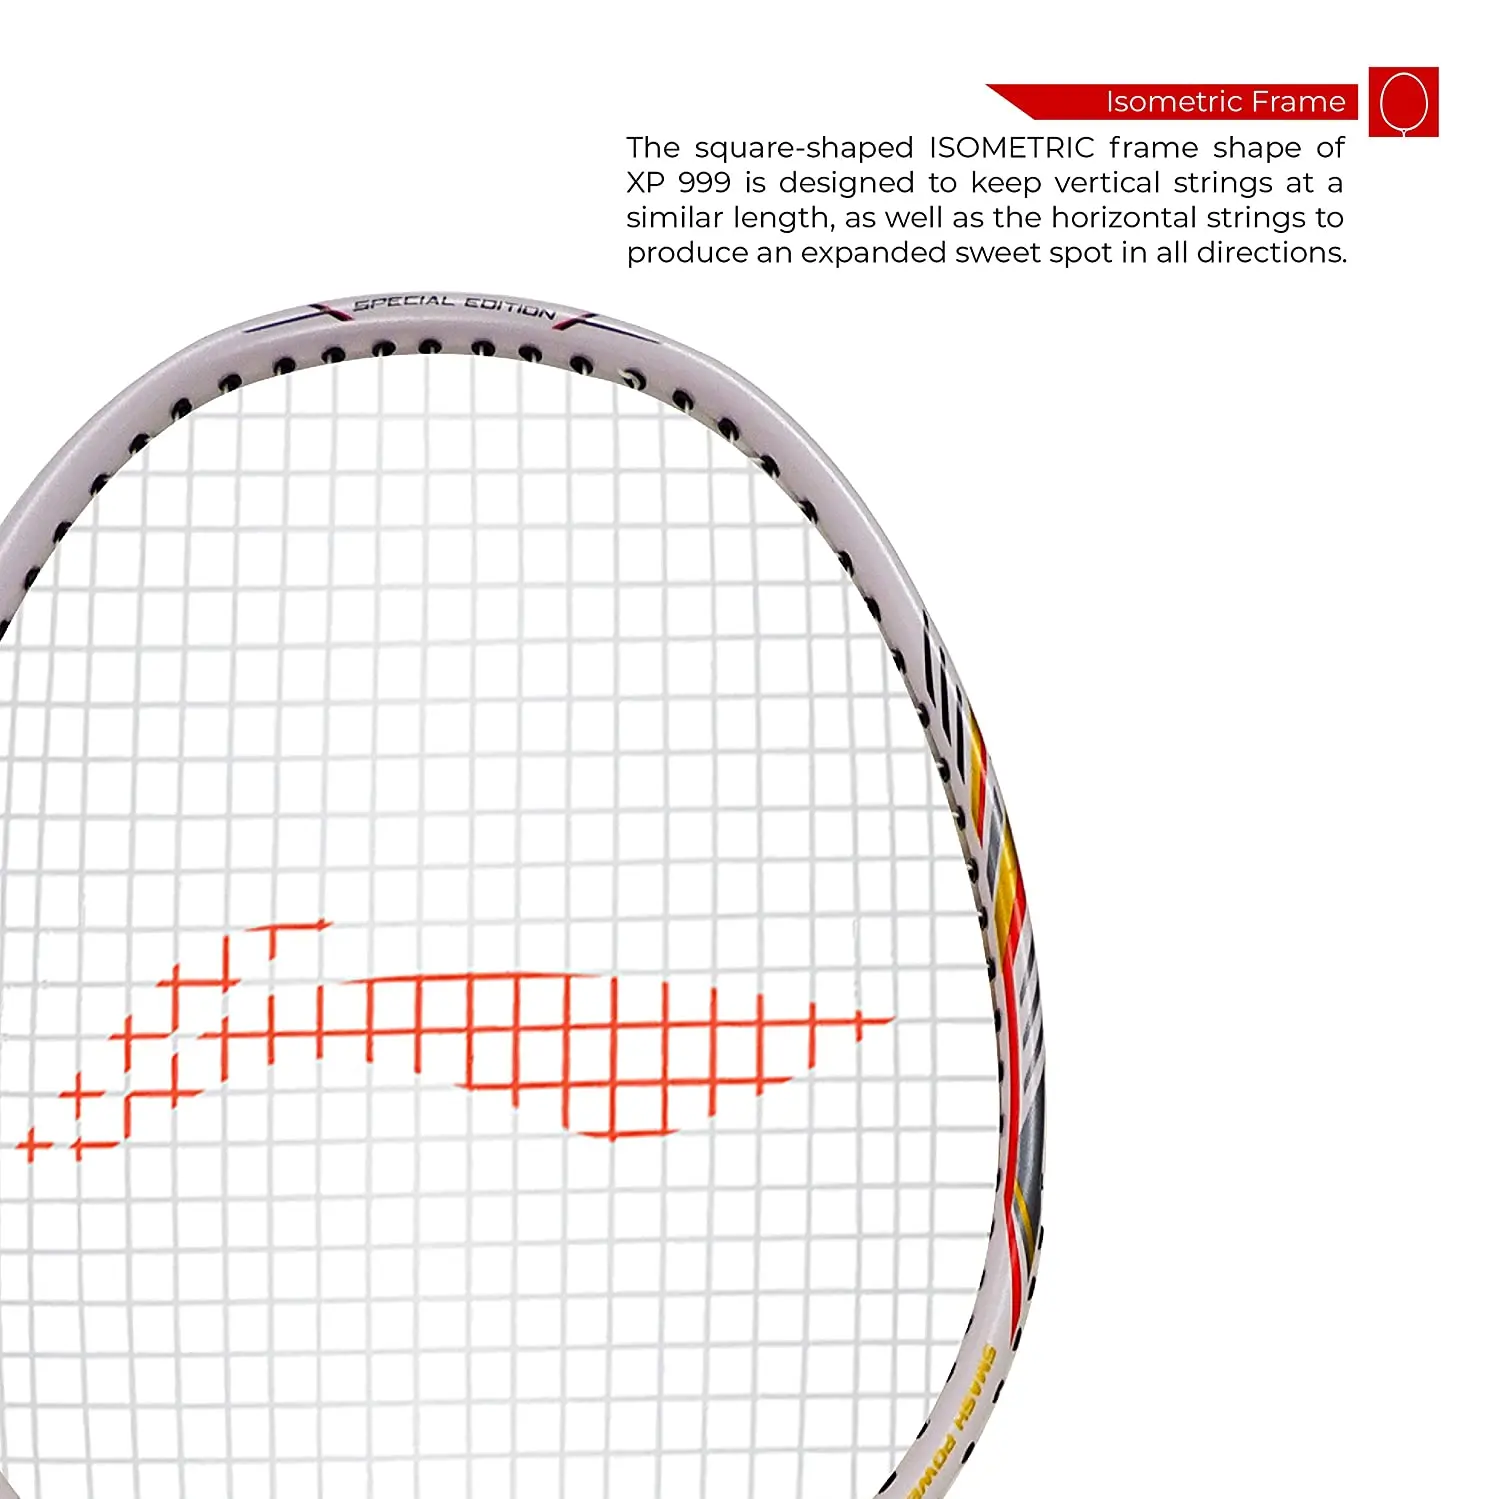 Isometric Frame
The square-shaped ISOMETRIC frame shape of
XP 999 is designed to keep vertical strings at a
similar length, as well as the horizontal strings to
produce an expanded sweet spot in all directions.
SPECIAL EDITION
SMASH